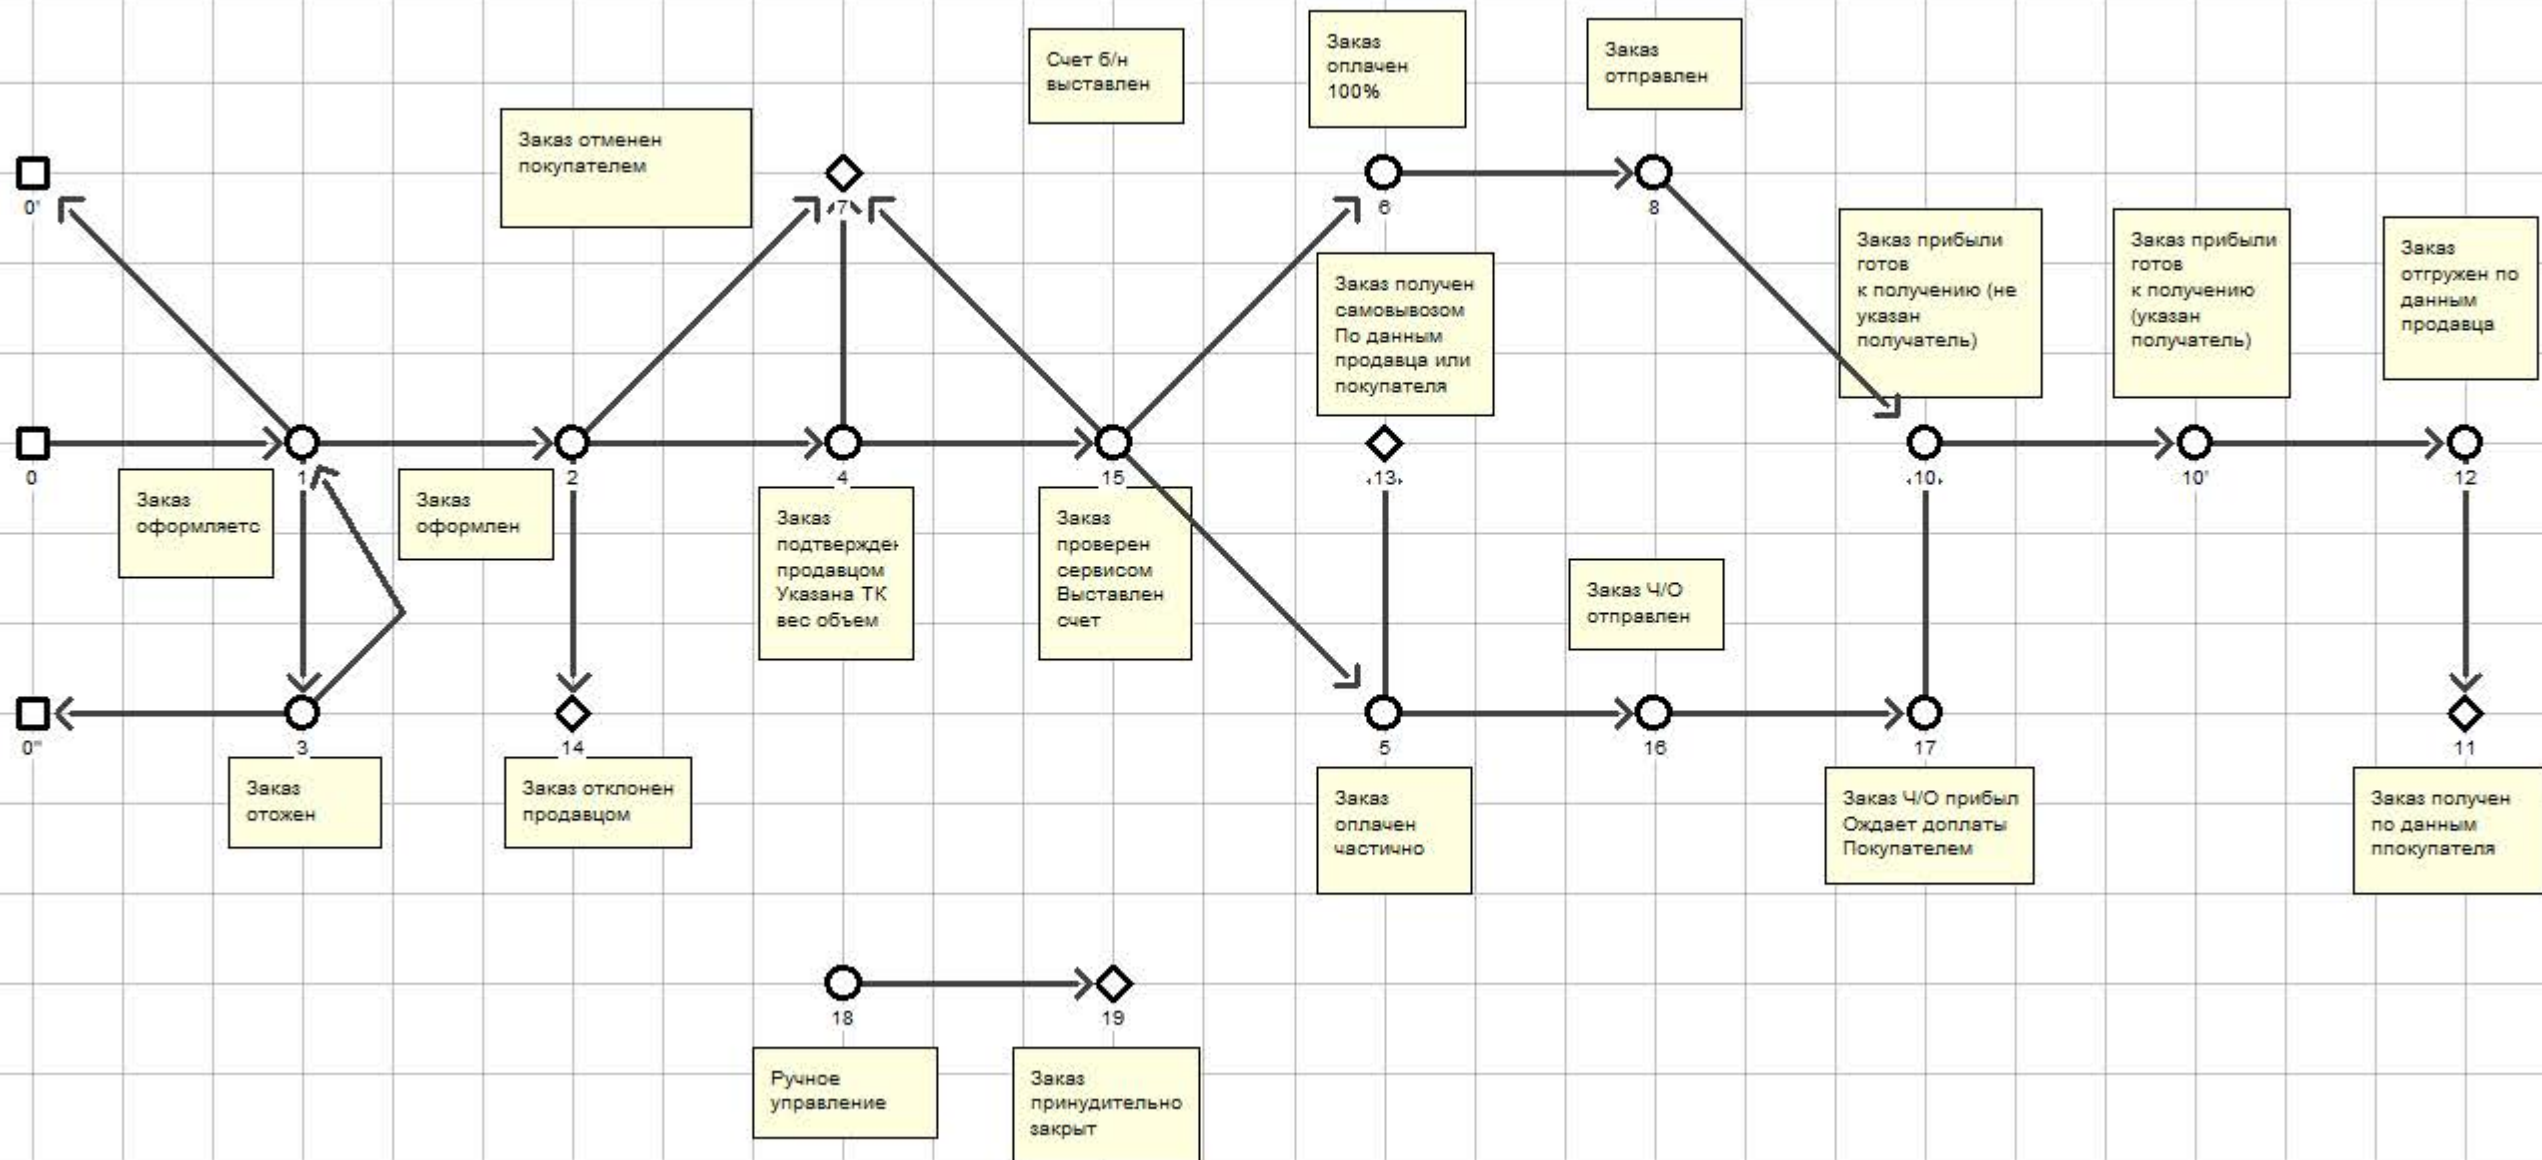 Счет б/н
выставлен
Заказ
оплачен
100%
Заказ
отправлен
Заказ отменен
покупателем
0'
7
6
8
Заказ получен
самовывозом
По данным
продавца или
покупателя
Заказ прибыли
готов
к получению (не
указан
получатель)
Заказ прибыли
готов
к получению
(указан
получатель)
Заказ
отгружен по
данным
продавца
0
1
2
4
15
13
10
10'
12
Заказ
оформляетс
Заказ
оформлен
Заказ
подтвержден
продавцом
Указана ТК
вес объем
Заказ
проверен
сервисом
Выставлен
счет
Заказ Ч/О
отправлен
0"
3
14
5
16
17
11
Заказ
отожен
Заказ отклонен
продавцом
Заказ
оплачен
частично
Заказ Ч/О прибыл
Ождает доплаты
Покупателем
Заказ получен
по данным
ппокупателя
18
19
Ручное
управление
Заказ
принудительно
закрыт